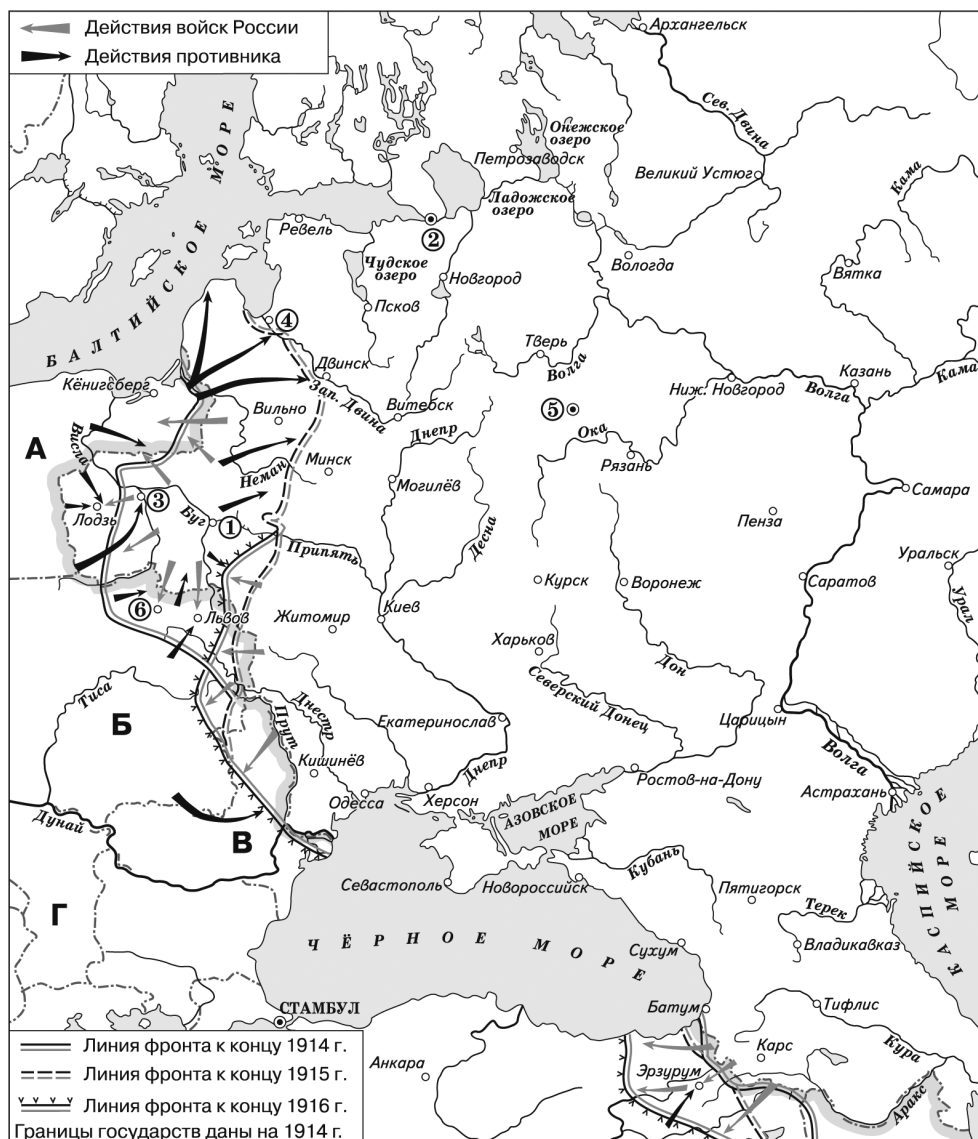 Действия войск России
Действия противника
Архангельск
Сев. Двина
Онежское
озеро
Петрозаводск
Великий Устюг
Кама
Ладожское
озеро
БАЛТИЙСКОЕ МОРЕ
Ревель
2
Чудское
озеро
Новгород
Вологда
Вятка
Псков
4
Тверь
Волга
Двинск
Кёнигсберг
Зап. Двина
Казань
Кама
Ниж. Новгород
Волга
5
Вильно
Витебск
Днепр
Ока
А
Висла
Рязань
Минск
Неман
Могилёв
Самара
3
Лодзь
Буг
1
Десна
Пенза
Припять
Уральск
Курск
Воронеж
Саратов
Урал
6
Львов
Житомир
Киев
Харьков
Дон
Тиса
Б
Северский Донец
Днестр
Прут
Екатеринослав
Царицын
Кишинёв
Днепр
Волга
Ростов-на-Дону
Одесса
Херсон
Астрахань
АЗОВСКОЕ
МОРЕ
Дунай
В
КАСПИЙСКОЕ
МОРЕ
Кубань
Севастополь
Новороссийск
Пятигорск
Г
Терек
ЧЁРНОЕ МОРЕ
Сухум
Владикавказ
СТАМБУЛ
Батум
Тифлис
Линия фронта к концу 1914 г.
Карс
Кура
Анкара
Линия фронта к концу 1915 г.
Эрзурум
Аракс
Линия фронта к концу 1916 г.
Границы государств даны на 1914 г.